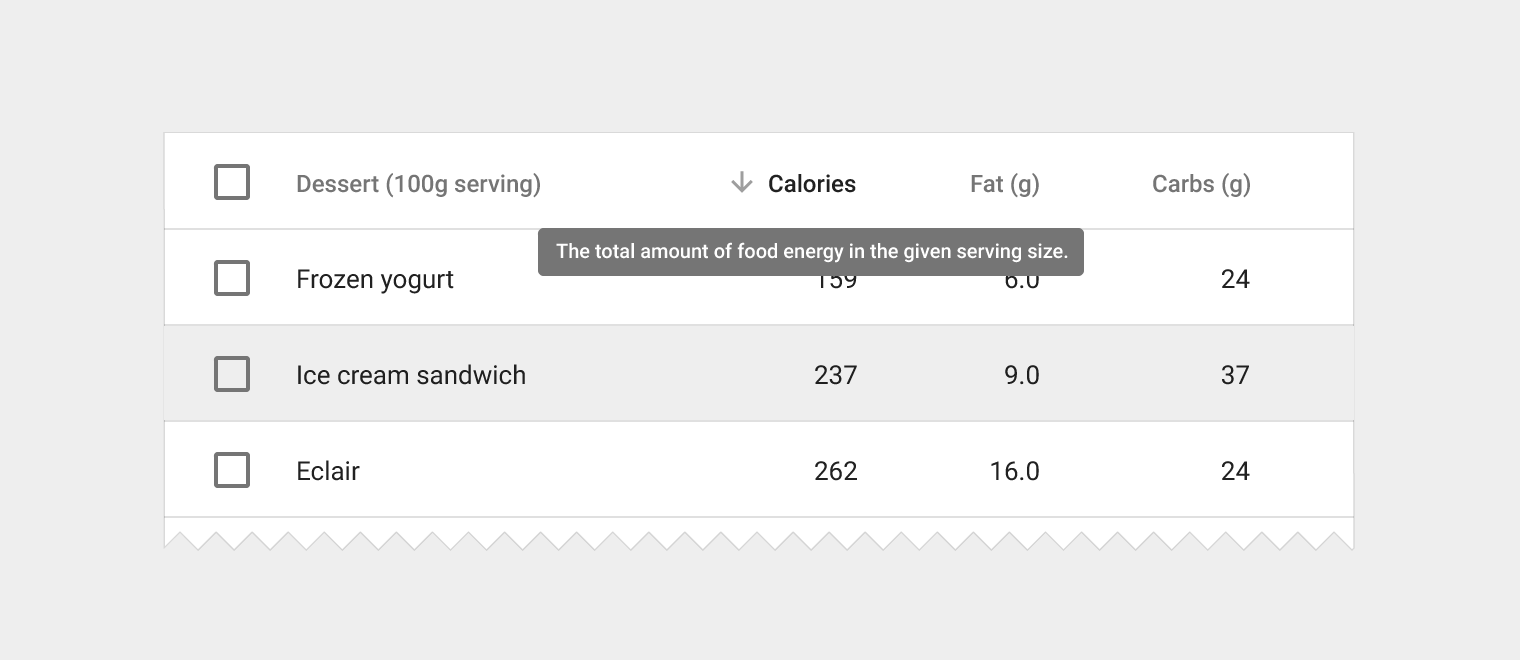 Dessert (100g serving) Calories Fat (g) Carbs (g)
The total amount of food energy in the given serving size.
Frozen yogurt 159 6.0 24
Ice cream sandwich 237 9.0 37
Eclair 262 16.0 24